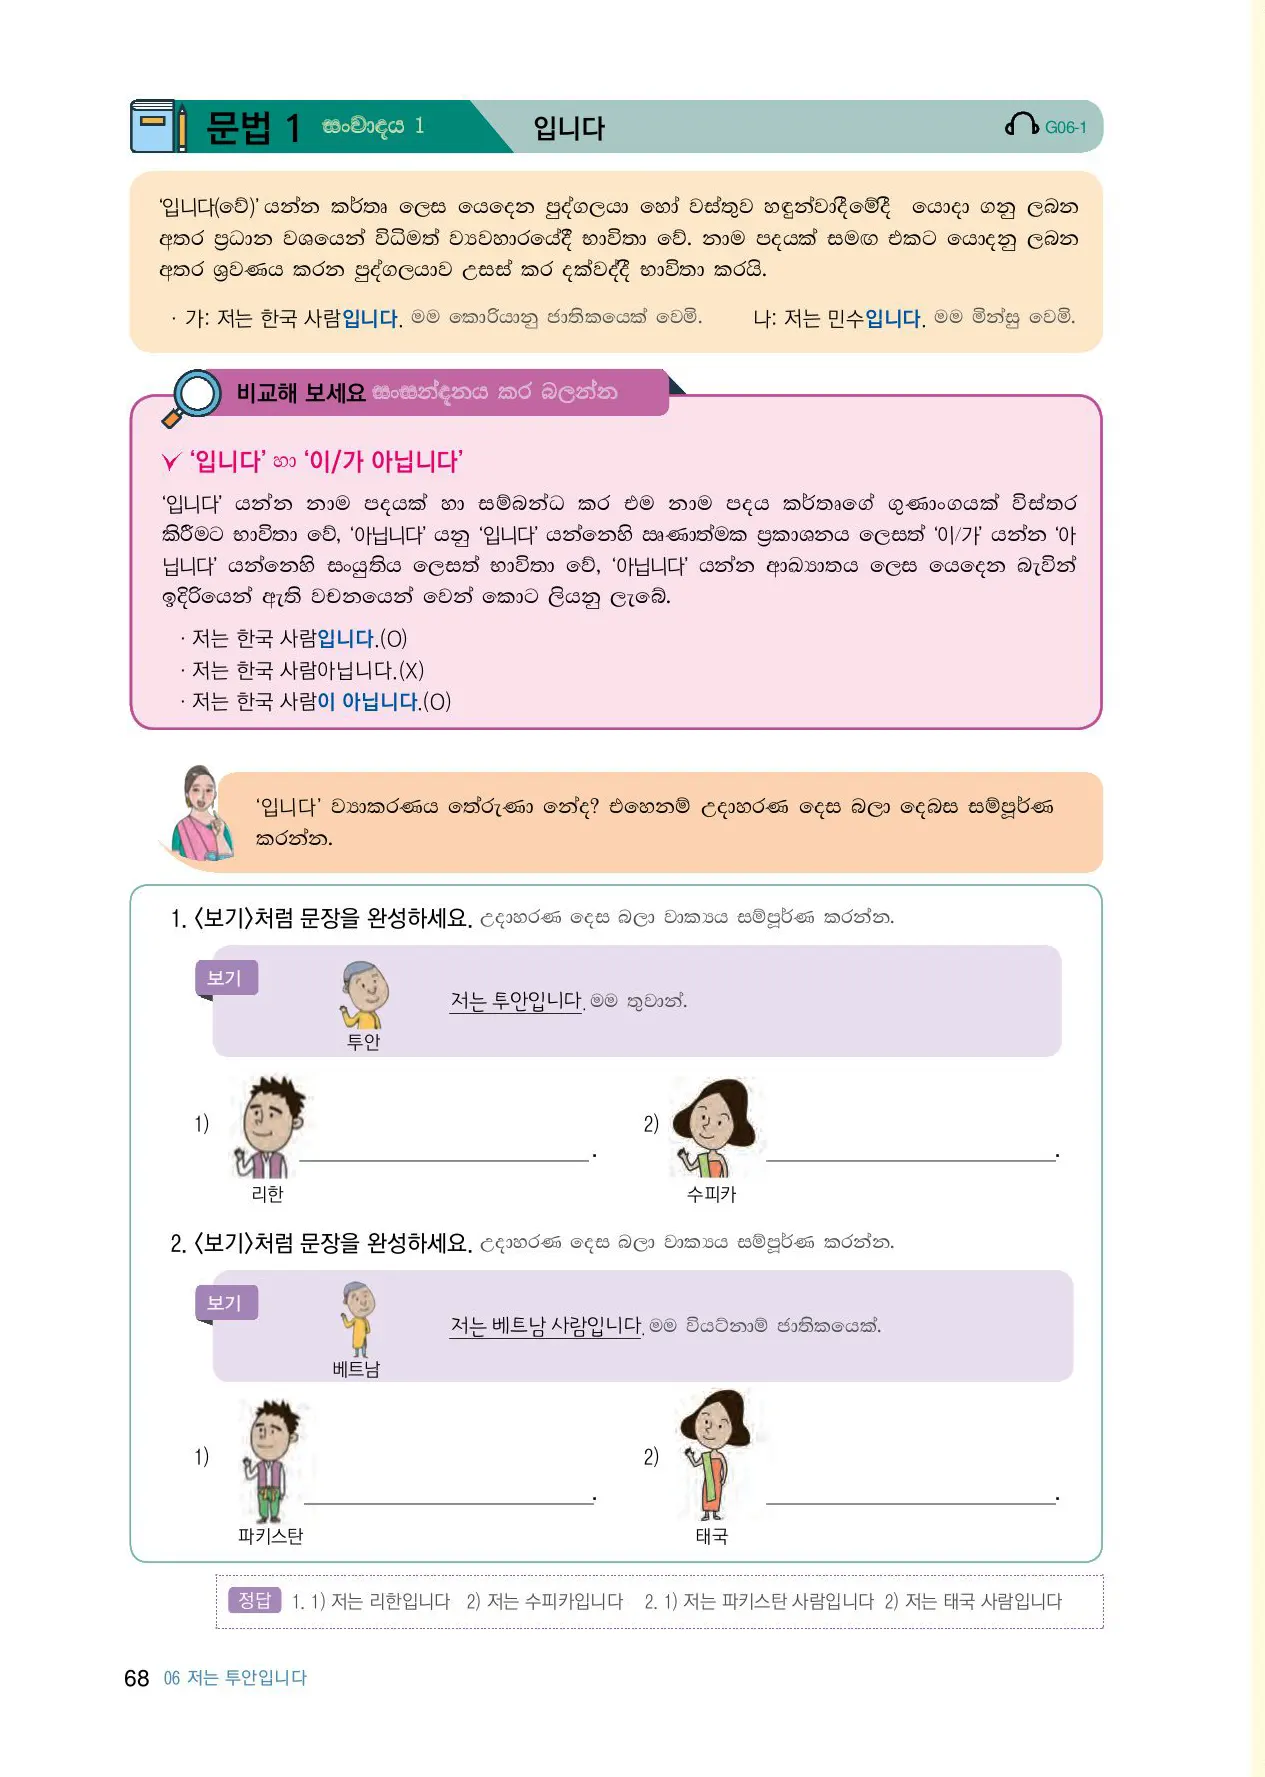 문법 1 සංවාදය 1 입니다 G06-1
‘입니다(වේ)’ යන්න කර්තෘ ලෙස යෙදෙන පුද්ගලයා හෝ වස්තුව හඳුන්වාදීමේදී යොදා ගනු ලබන
අතර ප්‍රධාන වශයෙන් විධිමත් ව්‍යවහාරයේදී භාවිතා වේ. නාම පදයක් සමඟ එකට යොදනු ලබන
අතර ශ්‍රවණය කරන පුද්ගලයාව උසස් කර දක්වද්දී භාවිතා කරයි.
· 가: 저는 한국 사람입니다. මම කොරියානු ජාතිකයෙක් වෙමි. 나: 저는 민수입니다. මම මින්සු වෙමි.
비교해 보세요 සංසන්දනය කර බලන්න
‘입니다’ හා ‘이/가 아닙니다’
‘입니다’ යන්න නාම පදයක් හා සම්බන්ධ කර එම නාම පදය කර්තෘගේ ගුණාංගයක් විස්තර
කිරීමට භාවිතා වේ, ‘아닙니다’ යනු ‘입니다’ යන්නෙහි ඍණාත්මක ප්‍රකාශනය ලෙසත් ‘이/가’ යන්න ‘아
닙니다’ යන්නෙහි සංයුතිය ලෙසත් භාවිතා වේ, ‘아닙니다’ යන්න ආඛ්‍යාතය ලෙස යෙදෙන බැවින්
ඉදිරියෙන් ඇති වචනයෙන් වෙන් කොට ලියනු ලැබේ.
· 저는 한국 사람입니다.(O)
· 저는 한국 사람아닙니다.(X)
· 저는 한국 사람이 아닙니다.(O)
‘입니다’ ව්‍යාකරණය තේරුණා නේද? එහෙනම් උදාහරණ දෙස බලා දෙබස සම්පූර්ණ
කරන්න.
1. 〈보기〉처럼 문장을 완성하세요. උදාහරණ දෙස බලා වාක්‍යය සම්පූර්ණ කරන්න.
보기
저는 투안입니다. මම තුවාන්.
투안
1) . 2) .
리한 수피카
2. 〈보기〉처럼 문장을 완성하세요. උදාහරණ දෙස බලා වාක්‍යය සම්පූර්ණ කරන්න.
보기
저는 베트남 사람입니다. මම වියට්නාම් ජාතිකයෙක්.
베트남
1) . 2) .
파키스탄 태국
정답 1. 1) 저는 리한입니다 2) 저는 수피카입니다 2. 1) 저는 파키스탄 사람입니다 2) 저는 태국 사람입니다
68 06 저는 투안입니다